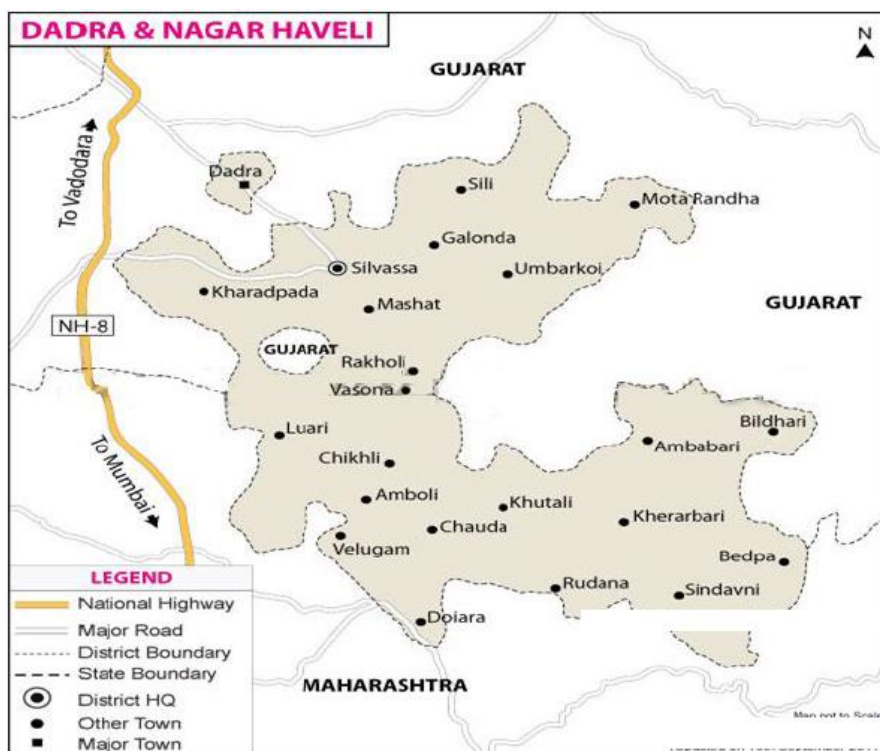 DADRA & NAGAR HAVELI
N
GUJARAT
To Vadodara
Dadra
Sili
Mota Randha
Galonda
Silvassa
Umbarkoi
Kharadpada
Mashat
GUJARAT
NH-8
GUJARAT
Rakholi
Vasona
Luari
Bildhari
Ambabari
Chikhli
To Mumbai
Amboli
Khutali
Kherarbari
Chauda
Velugam
Bedpa
Rudana
Sindavni
Doiara
MAHARASHTRA
LEGEND
National Highway
Major Road
District Boundary
State Boundary
District HQ
Other Town
Major Town
Map not to Scale